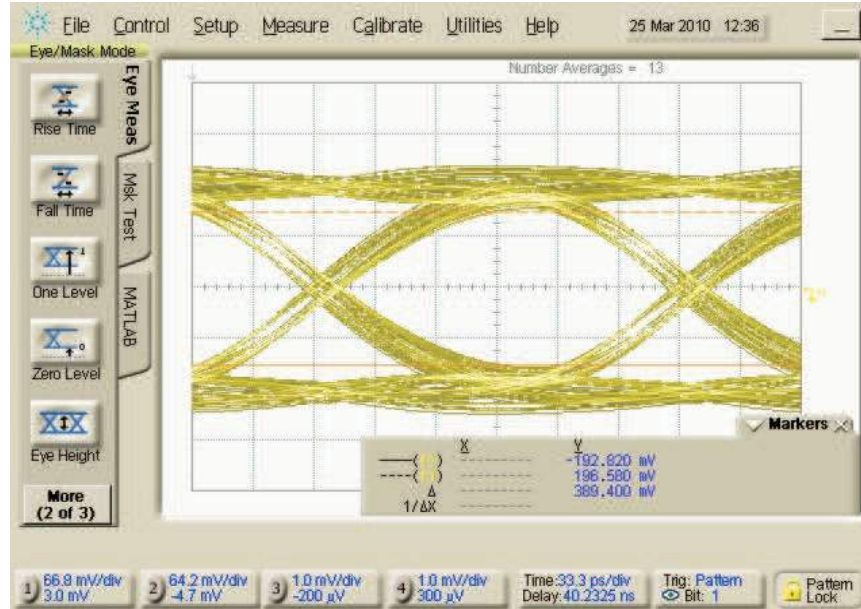 File Control Setup Measure Calibrate Utilities Help 25 Mar 2010 12:36
Eye/Mask Mode
Number Averages = 13
Eye Meas
Msk Test
MATLAB
Rise Time
Fall Time
One Level
Zero Level
Eye Height
More
(2 of 3)
Markers
X Y
-192.820 mV
196.580 mV
Δ 389.400 mV
1/ΔX
1) 66.8 mV/div
3.0 mV
2) 64.2 mV/div
-4.7 mV
3) 1.0 mV/div
-200 µV
4) 1.0 mV/div
300 µV
Time:33.3 ps/div
Delay:40.2325 ns
Trig: Pattern
Bit: 1
Pattern
Lock